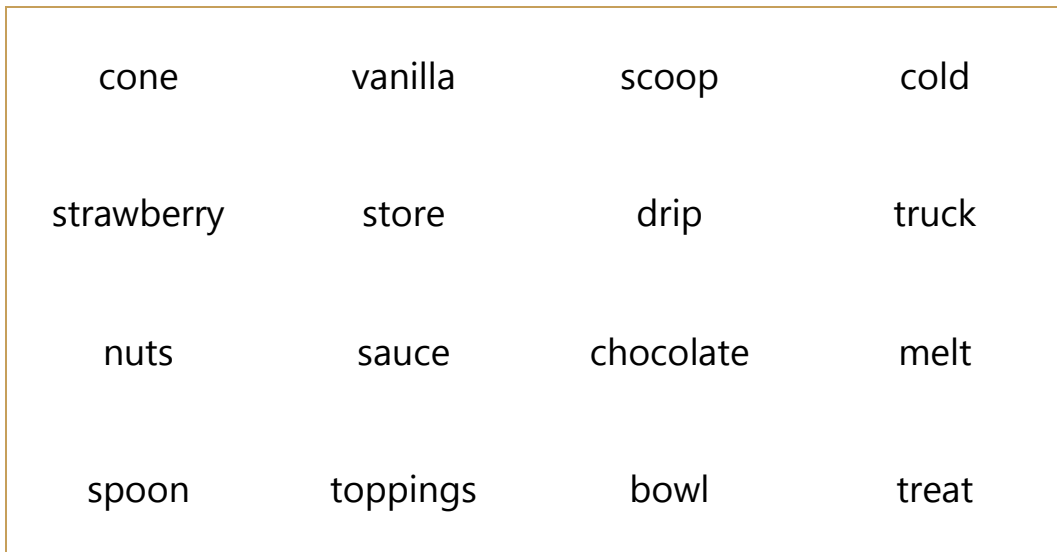 cone vanilla scoop cold
strawberry store drip truck
nuts sauce chocolate melt
spoon toppings bowl treat